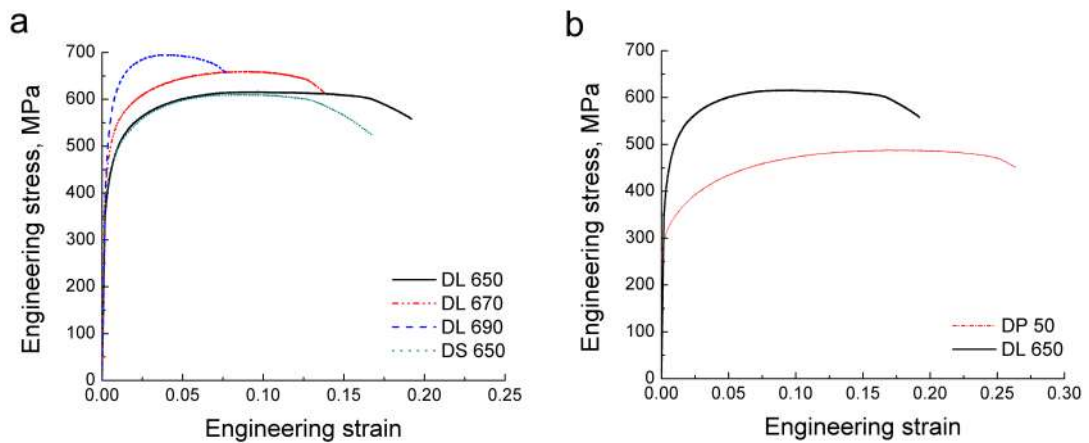 a
700
600
500
400
300
200
100
0
Engineering stress, MPa
0.00 0.05 0.10 0.15 0.20 0.25
Engineering strain
DL 650
DL 670
DL 690
DS 650
b
700
600
500
400
300
200
100
0
Engineering stress, MPa
0.00 0.05 0.10 0.15 0.20 0.25 0.30
Engineering strain
DP 50
DL 650